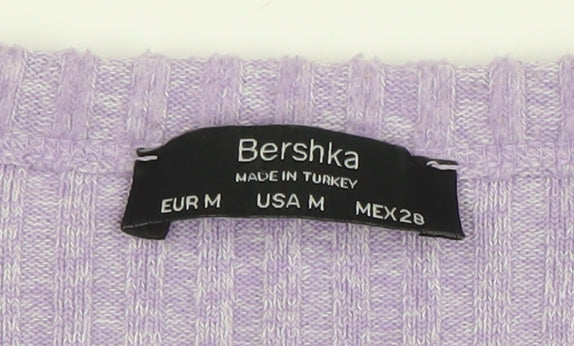 Bershka
MADE IN TURKEY
EUR M USA M MEX 28